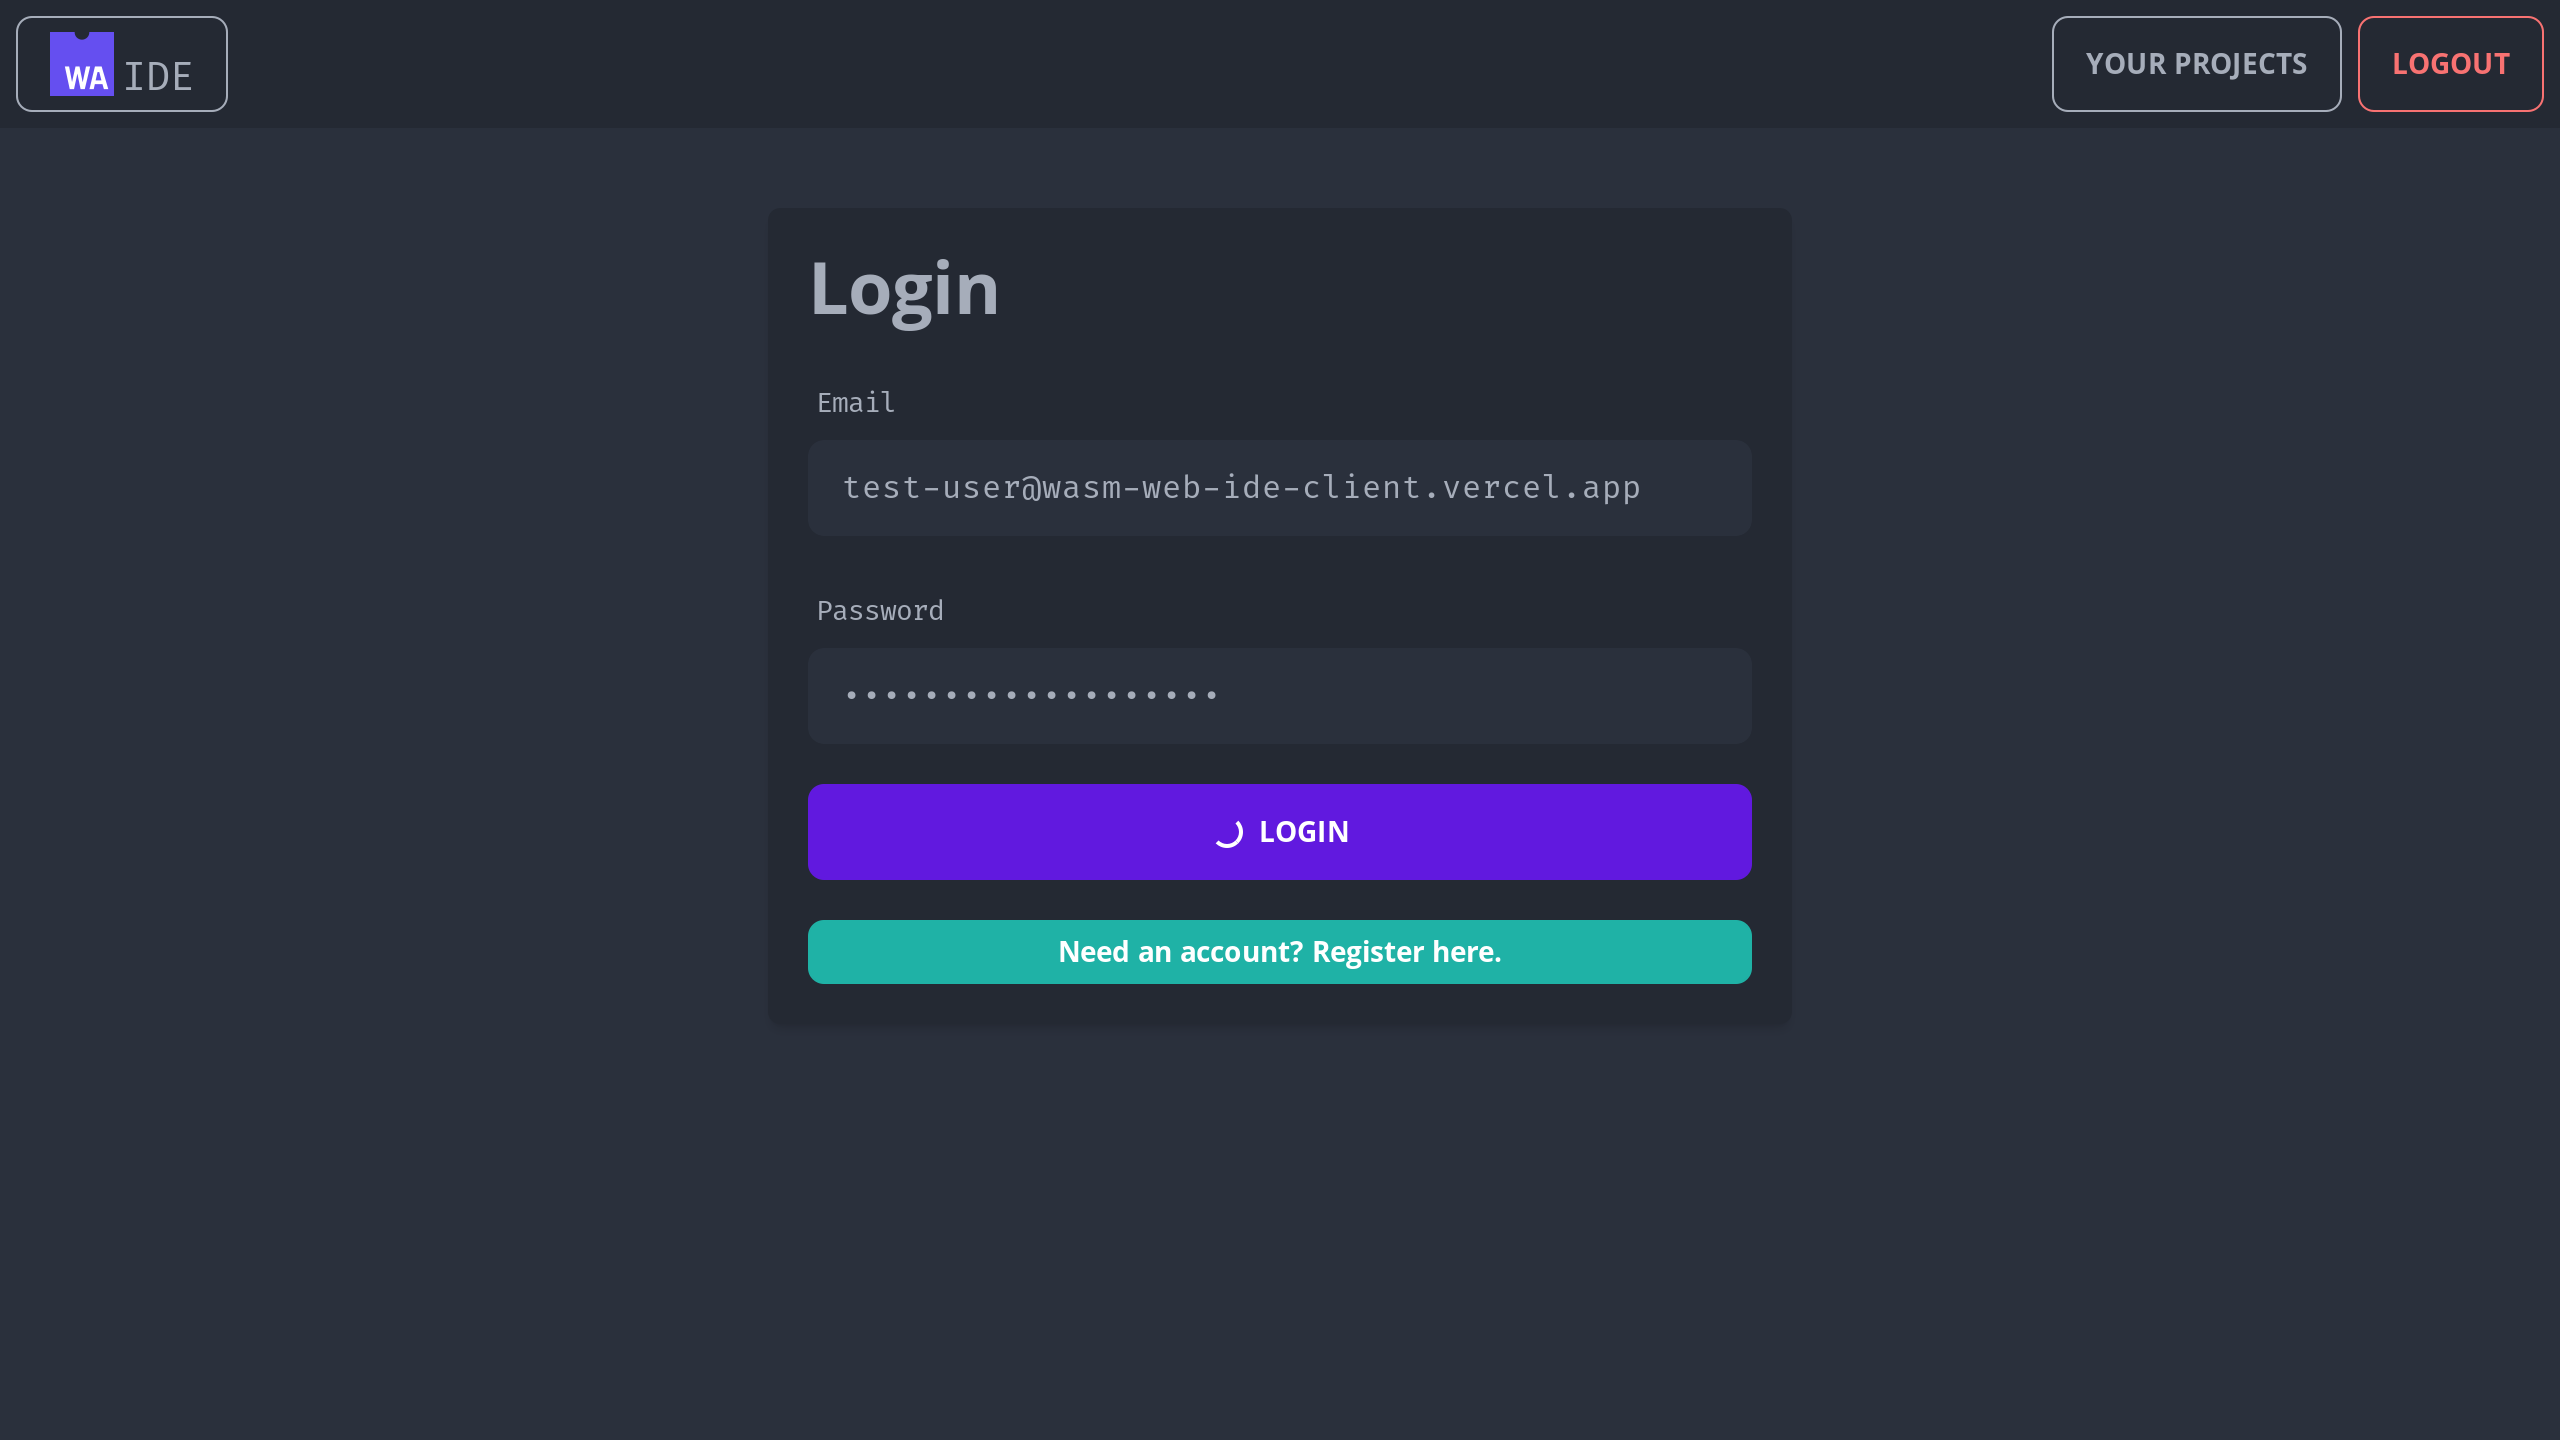 WA IDE
YOUR PROJECTS
LOGOUT
Login
Email
test-user@wasm-web-ide-client.vercel.app
Password
•••••••••••••••••••
LOGIN
Need an account? Register here.